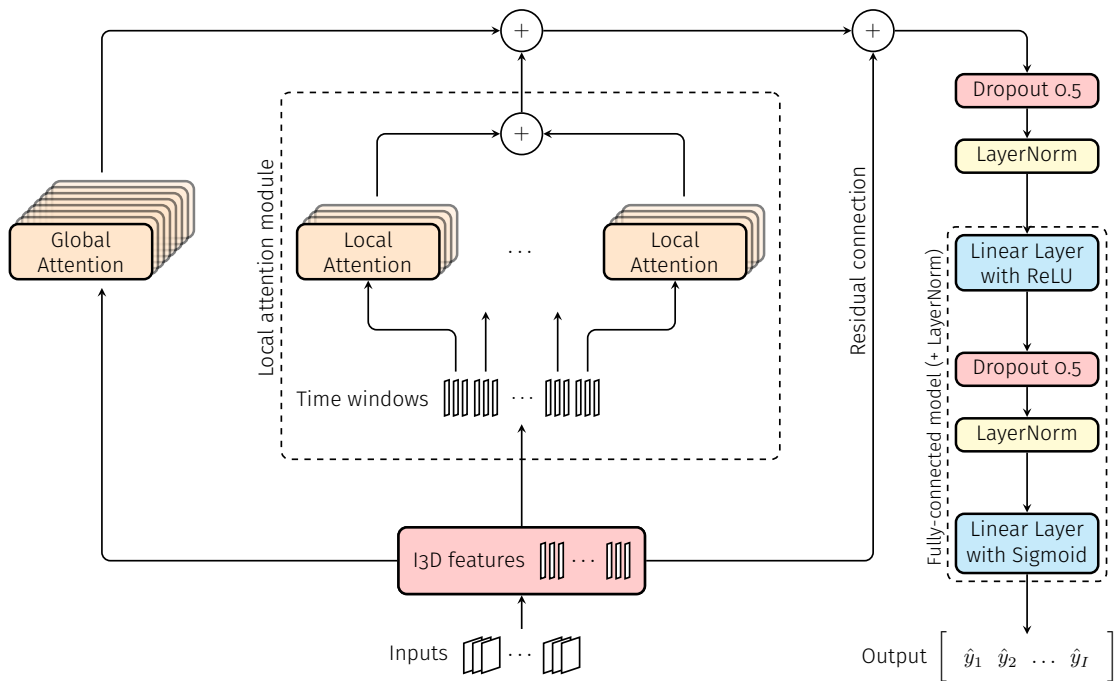 +
+
Dropout 0.5
+
LayerNorm
Local attention module
Residual connection
Global
Attention
Local
Attention
...
Local
Attention
Fully-connected model (+ LayerNorm)
Linear Layer
with ReLU
Dropout 0.5
Time windows ... 
LayerNorm
I3D features ...
Linear Layer
with Sigmoid
Inputs ...
Output [ ŷ₁ ŷ₂ ... ŷ_I ]